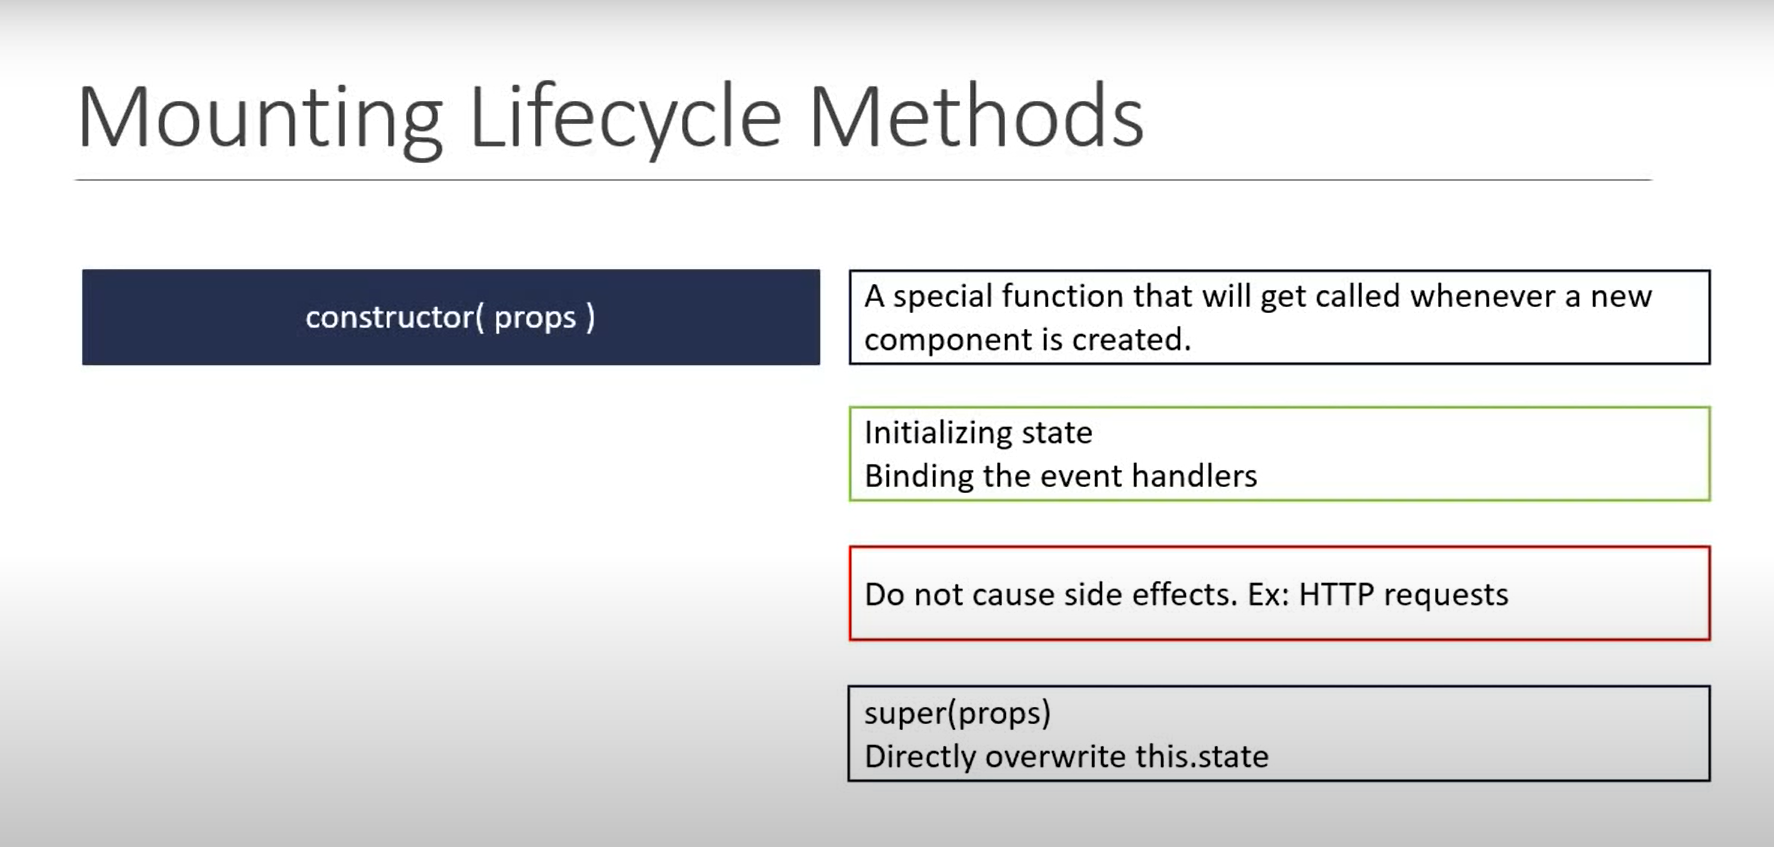 Mounting Lifecycle Methods
constructor( props )
A special function that will get called whenever a new
component is created.
Initializing state
Binding the event handlers
Do not cause side effects. Ex: HTTP requests
super(props)
Directly overwrite this.state